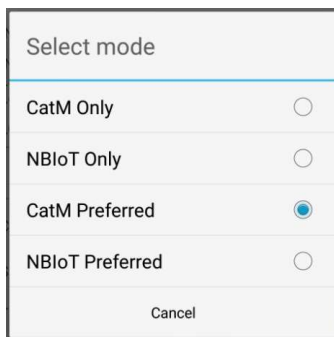 Select mode
CatM Only
NBIoT Only
CatM Preferred
NBIoT Preferred
Cancel